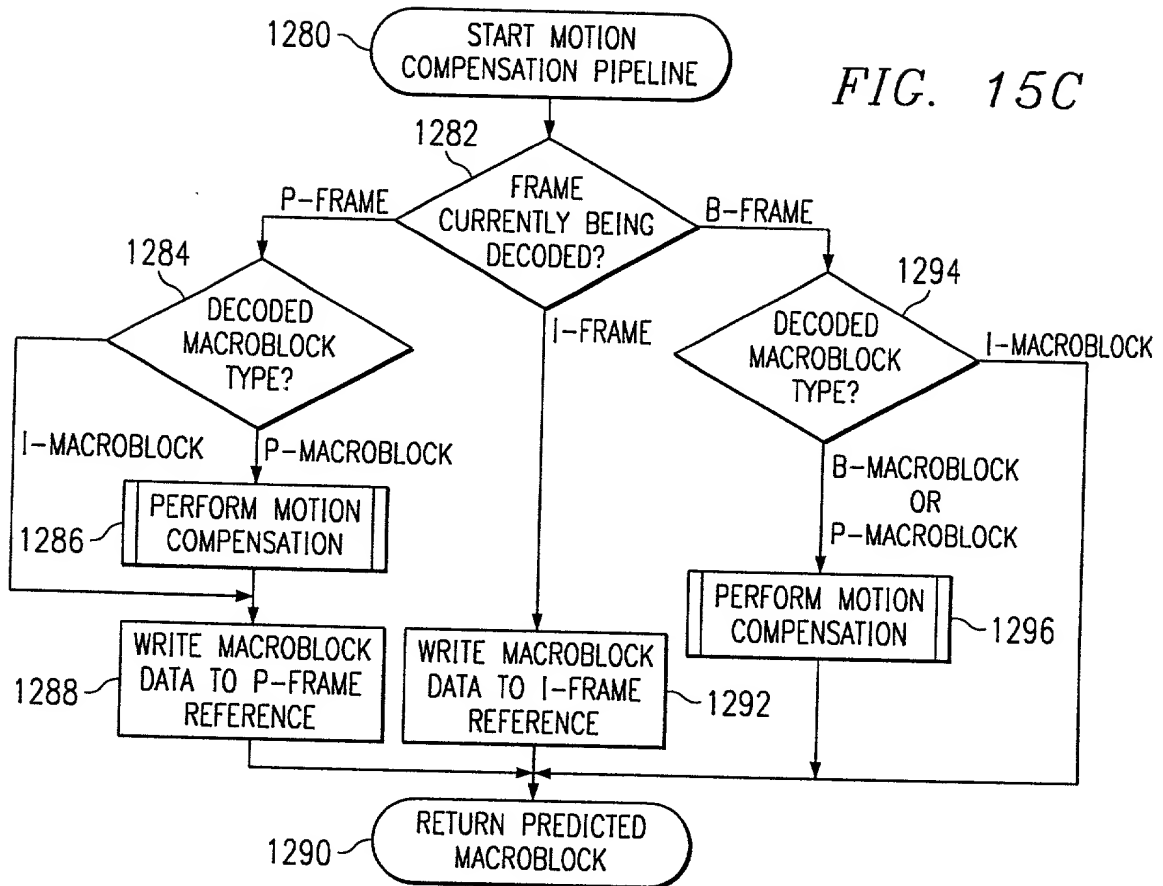 1280
START MOTION
COMPENSATION PIPELINE
FIG. 15C
1282
FRAME
CURRENTLY BEING
DECODED?
P-FRAME
B-FRAME
I-FRAME
1284
DECODED
MACROBLOCK
TYPE?
1294
DECODED
MACROBLOCK
TYPE?
I-MACROBLOCK
I-MACROBLOCK
P-MACROBLOCK
B-MACROBLOCK
OR
P-MACROBLOCK
1286
PERFORM MOTION
COMPENSATION
PERFORM MOTION
COMPENSATION
1296
1288
WRITE MACROBLOCK
DATA TO P-FRAME
REFERENCE
WRITE MACROBLOCK
DATA TO I-FRAME
REFERENCE
1292
1290
RETURN PREDICTED
MACROBLOCK